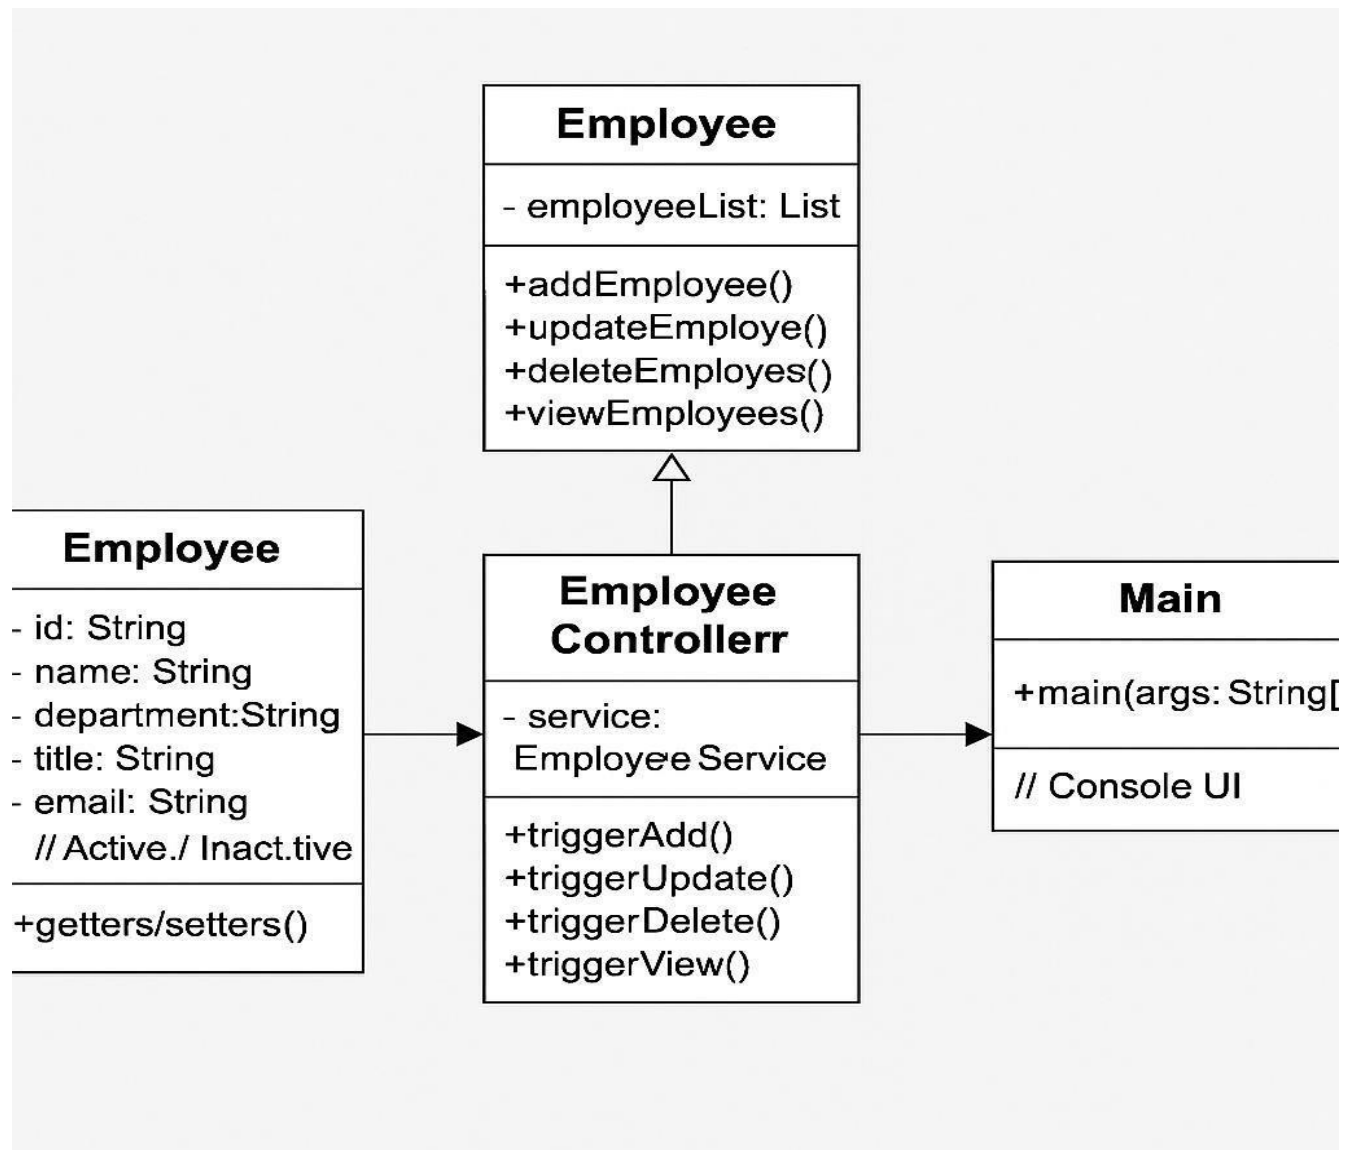 Employee
- employeeList: List
+addEmployee()
+updateEmploye()
+deleteEmployes()
+viewEmployees()
Employee
- id: String
- name: String
- department:String
- title: String
- email: String
// Active./ Inact.tive
+getters/setters()
Employee
Controllerr
- service:
Employee Service
+triggerAdd()
+triggerUpdate()
+triggerDelete()
+triggerView()
Main
+main(args: String[
// Console UI